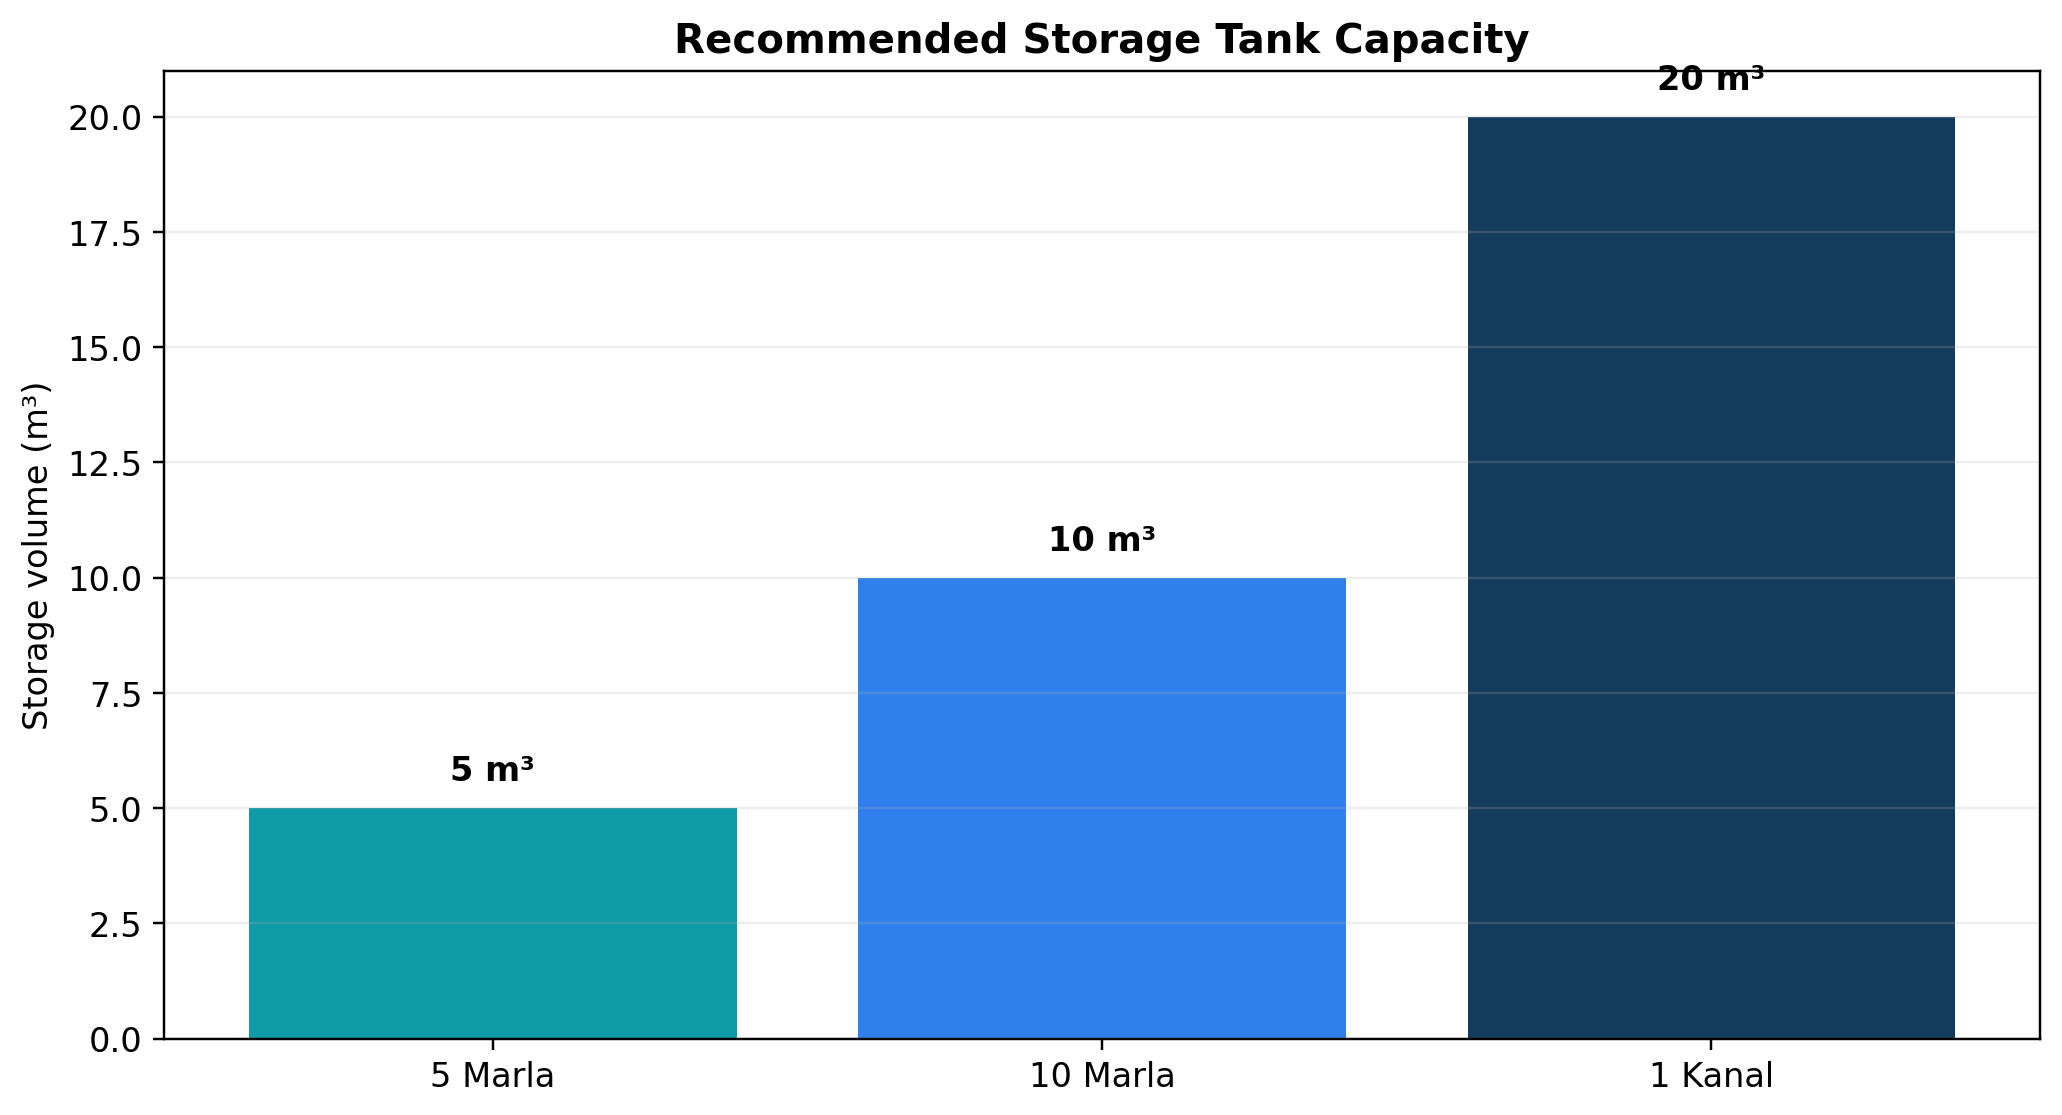 Recommended Storage Tank Capacity
20 m³
20.0
17.5
15.0
12.5
10 m³
10.0
7.5
5 m³
5.0
2.5
0.0
Storage volume (m³)
5 Marla
10 Marla
1 Kanal